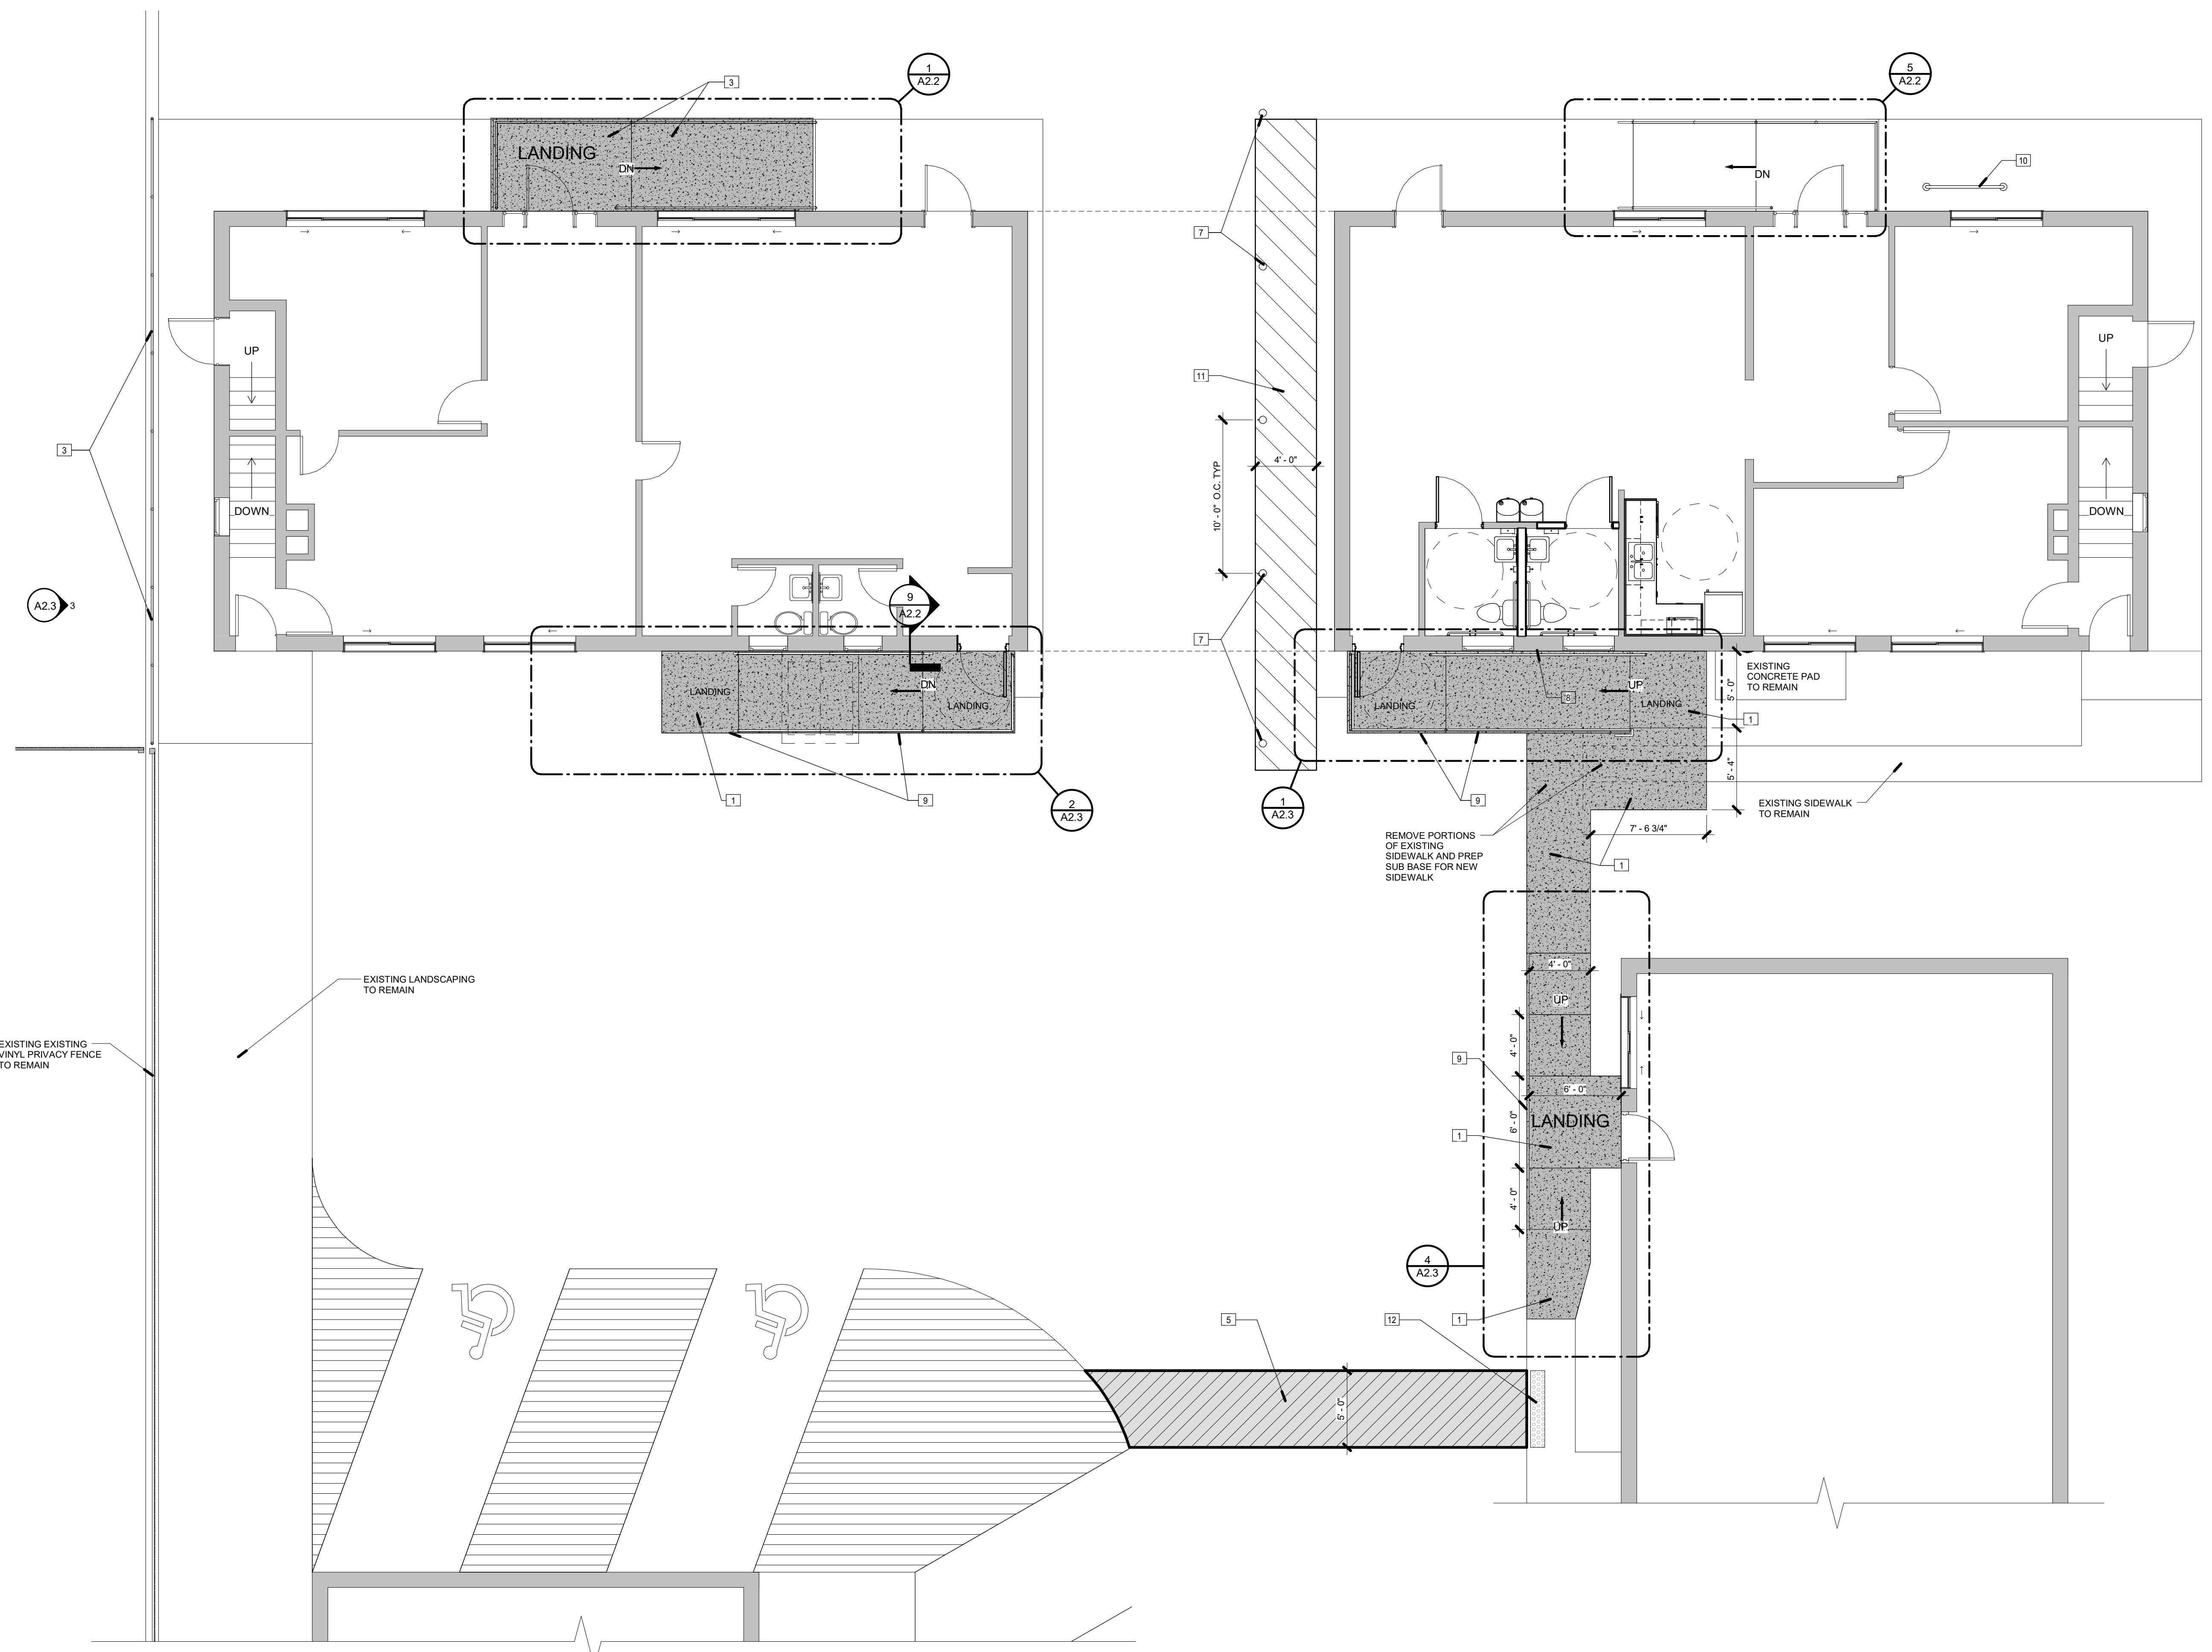 1
A2.2
5
A2.2
3
LANDING
DN
DN
10
7
UP
UP
11
3
4' - 0"
10' - 0" O.C. TYP
DOWN
DOWN
A2.3
3
9
A2.2
7
EXISTING
CONCRETE PAD
TO REMAIN
LANDING
DN
LANDING
LANDING
8
UP
LANDING
5' - 0"
1
5' - 4"
1
9
2
A2.3
1
A2.3
9
EXISTING SIDEWALK
TO REMAIN
7' - 6 3/4"
REMOVE PORTIONS
OF EXISTING
SIDEWALK AND PREP
SUB BASE FOR NEW
SIDEWALK
1
EXISTING LANDSCAPING
TO REMAIN
4' - 0"
UP
4' - 0"
EXISTING EXISTING
VINYL PRIVACY FENCE
TO REMAIN
9
6' - 0"
6' - 0"
LANDING
1
4' - 0"
UP
4
A2.3
5
12
1
5' - 0"